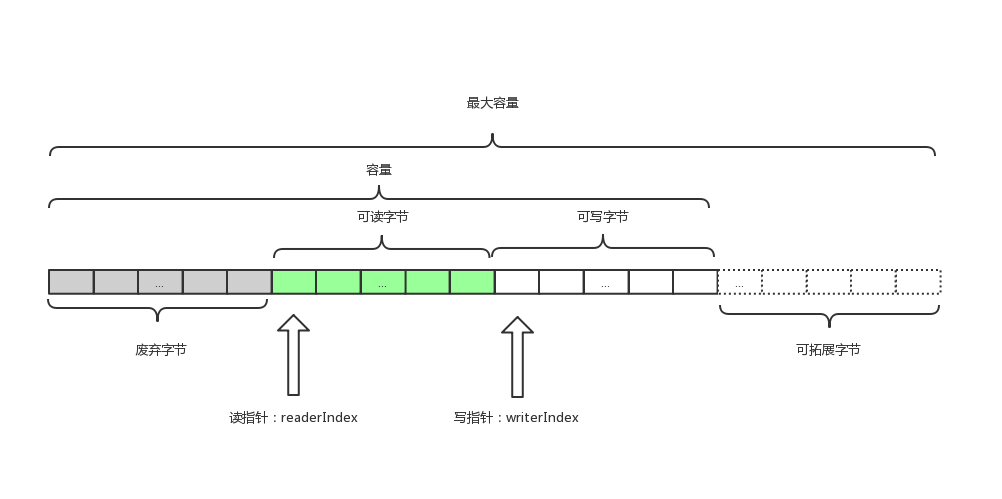 最大容量
容量
可读字节
可写字节
...
...
...
...
废弃字节
可拓展字节
读指针：readerIndex
写指针：writerIndex